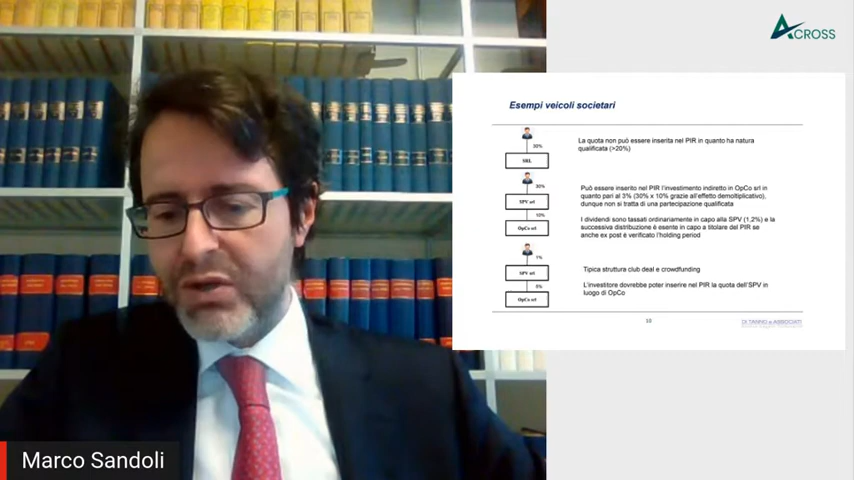 ACROSS
Esempi veicoli societari
30%
SRL
La quota non può essere inserita nel PIR in quanto ha natura
qualificata (>20%)
30%
SPV srl
10%
OpCo srl
Può essere inserito nel PIR l'investimento indiretto in OpCo srl in
quanto pari al 3% (30% x 10% grazie all'effetto demoltiplicativo),
dunque non si tratta di una partecipazione qualificata
I dividendi sono tassati ordinariamente in capo alla SPV (1,2%) e la
successiva distribuzione è esente in capo a titolare del PIR se
anche ex post è verificato l'holding period
1%
SPV srl
5%
OpCo srl
Tipica struttura club deal e crowdfunding
L'investitore dovrebbe poter inserire nel PIR la quota dell'SPV in
luogo di OpCo
10
DI TANNO e ASSOCIATI
Marco Sandoli